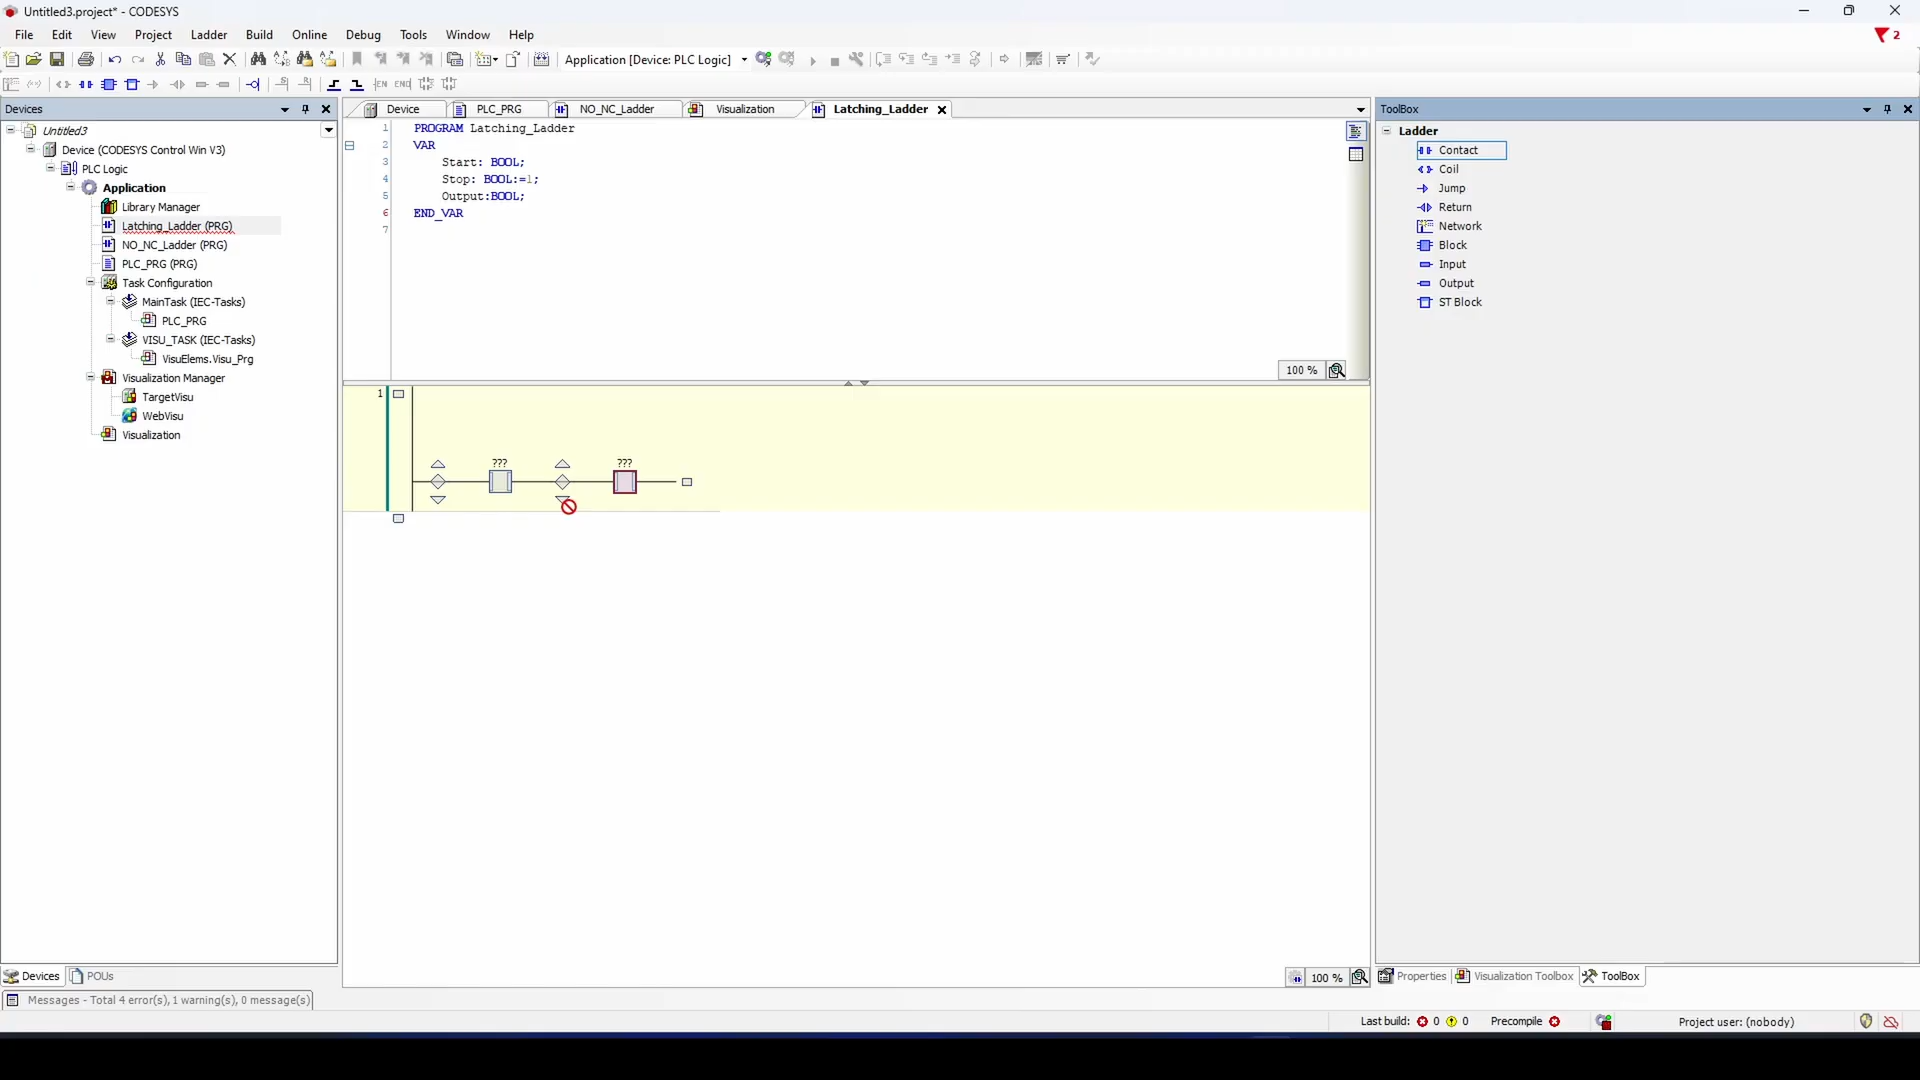 Untitled3.project* - CODESYS
File Edit View Project Ladder Build Online Debug Tools Window Help
2
Application [Device: PLC Logic]
Devices
Untitled3
Device (CODESYS Control Win V3)
PLC Logic
Application
Library Manager
Latching_Ladder (PRG)
NO_NC_Ladder (PRG)
PLC_PRG (PRG)
Task Configuration
MainTask (IEC-Tasks)
PLC_PRG
VISU_TASK (IEC-Tasks)
VisuElems.Visu_Prg
Visualization Manager
TargetVisu
WebVisu
Visualization
Devices POUs
Messages - Total 4 error(s), 1 warning(s), 0 message(s)
Device PLC_PRG NO_NC_Ladder Visualization Latching_Ladder
1 PROGRAM Latching_Ladder
2 VAR
3 Start: BOOL;
4 Stop: BOOL:=1;
5 Output:BOOL;
6 END_VAR
7
100 %
1
??? ???
100 %
ToolBox
Ladder
Contact
Coil
Jump
Return
Network
Block
Input
Output
ST Block
Properties Visualization Toolbox ToolBox
Last build: 0 0 Precompile Project user: (nobody)